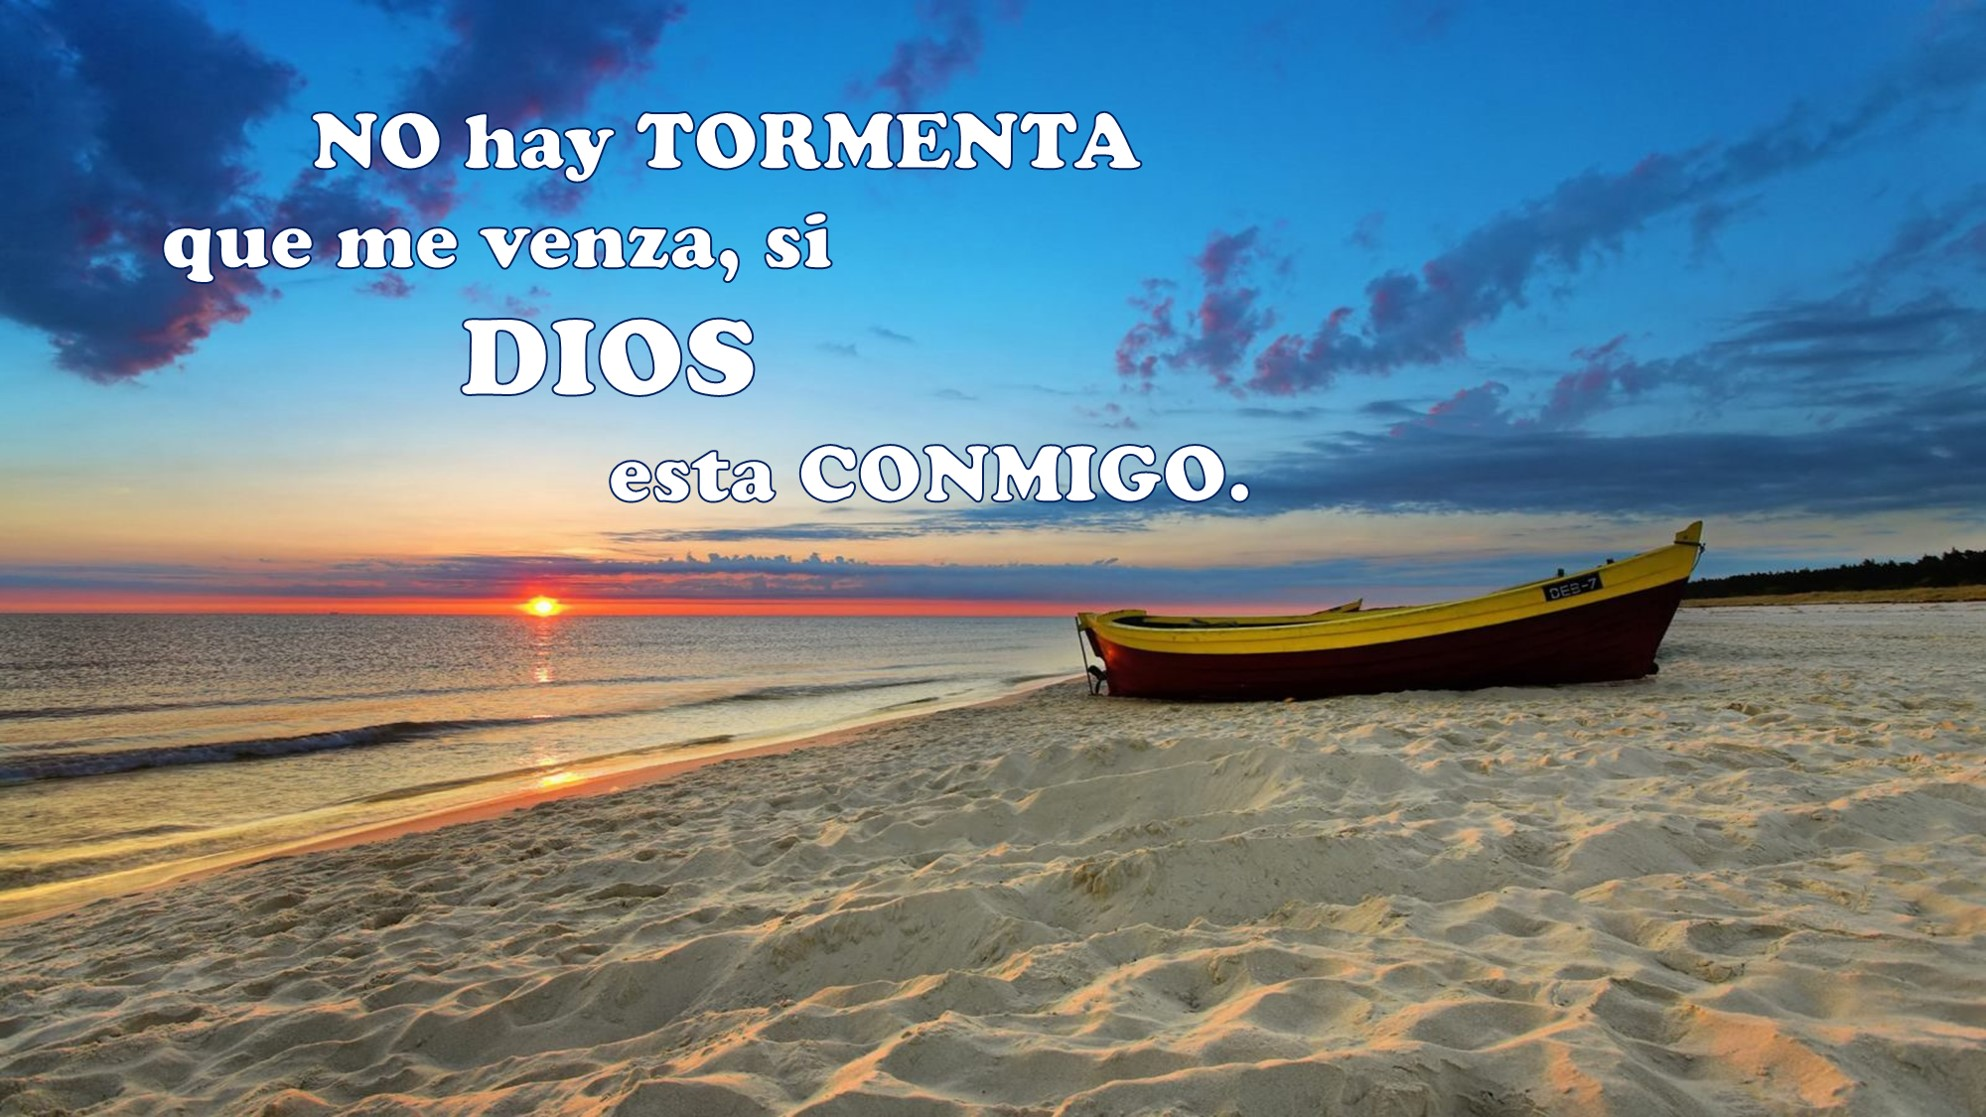 NO hay TORMENTA
que me venza, si
DIOS
esta CONMIGO.
DEB-7